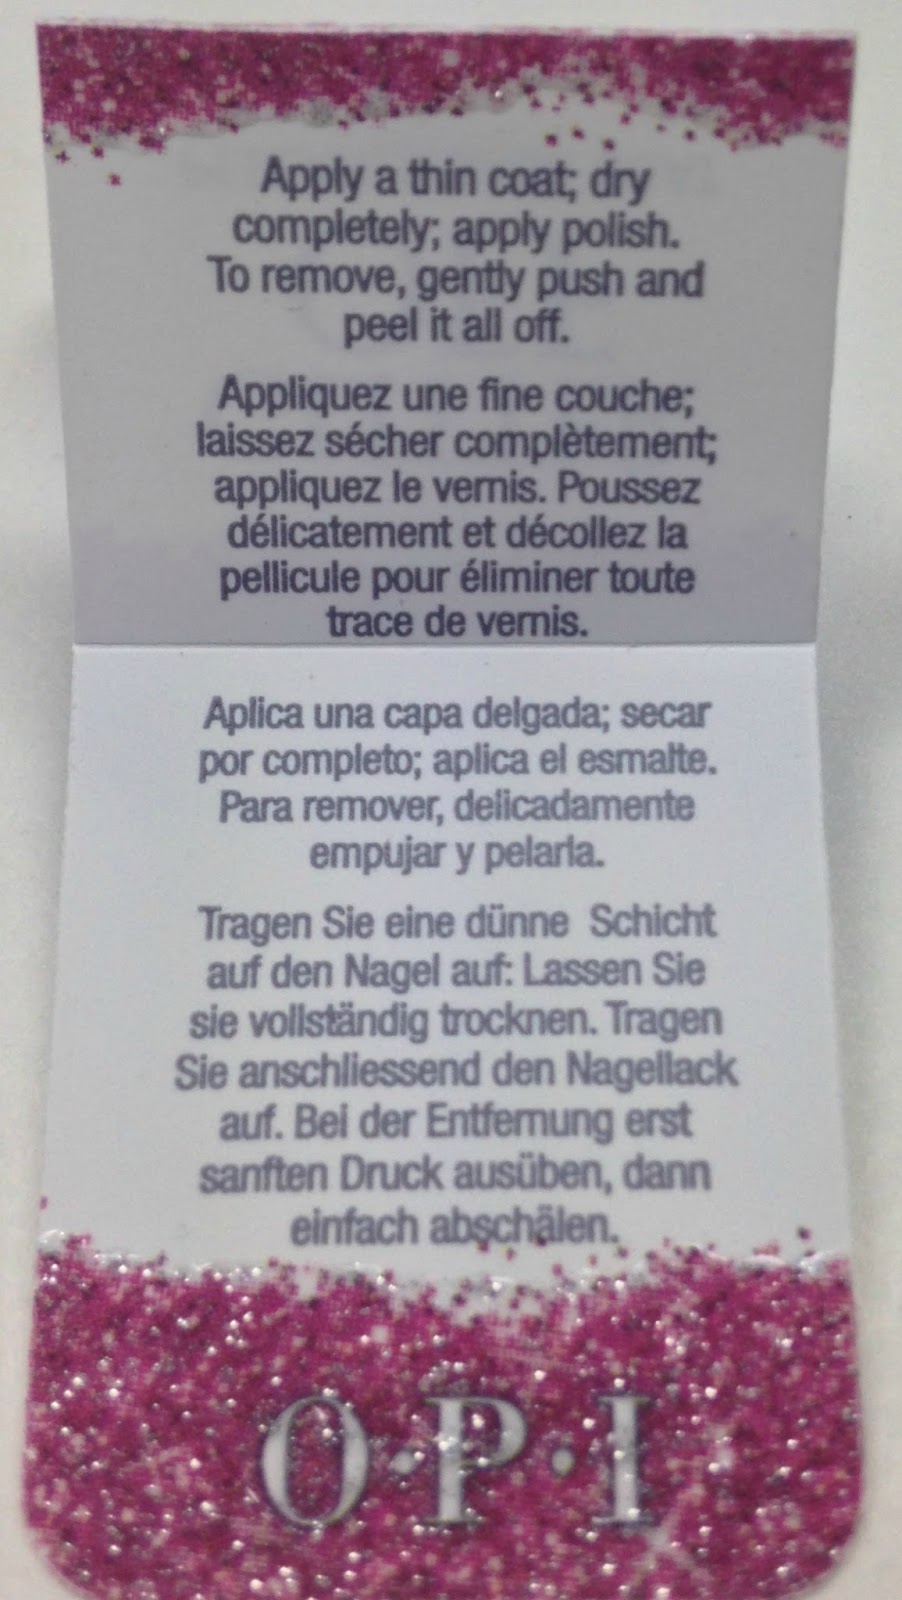 Apply a thin coat; dry
completely; apply polish.
To remove, gently push and
peel it all off.
Appliquez une fine couche;
laissez sécher complètement;
appliquez le vernis. Poussez
délicatement et décollez la
pellicule pour éliminer toute
trace de vernis.
Aplica una capa delgada; secar
por completo; aplica el esmalte.
Para remover, delicadamente
empujar y pelarla.
Tragen Sie eine dünne Schicht
auf den Nagel auf: Lassen Sie
sie vollständig trocknen. Tragen
Sie anschliessend den Nagellack
auf. Bei der Entfernung erst
sanften Druck ausüben, dann
einfach abschälen.
O·P·I